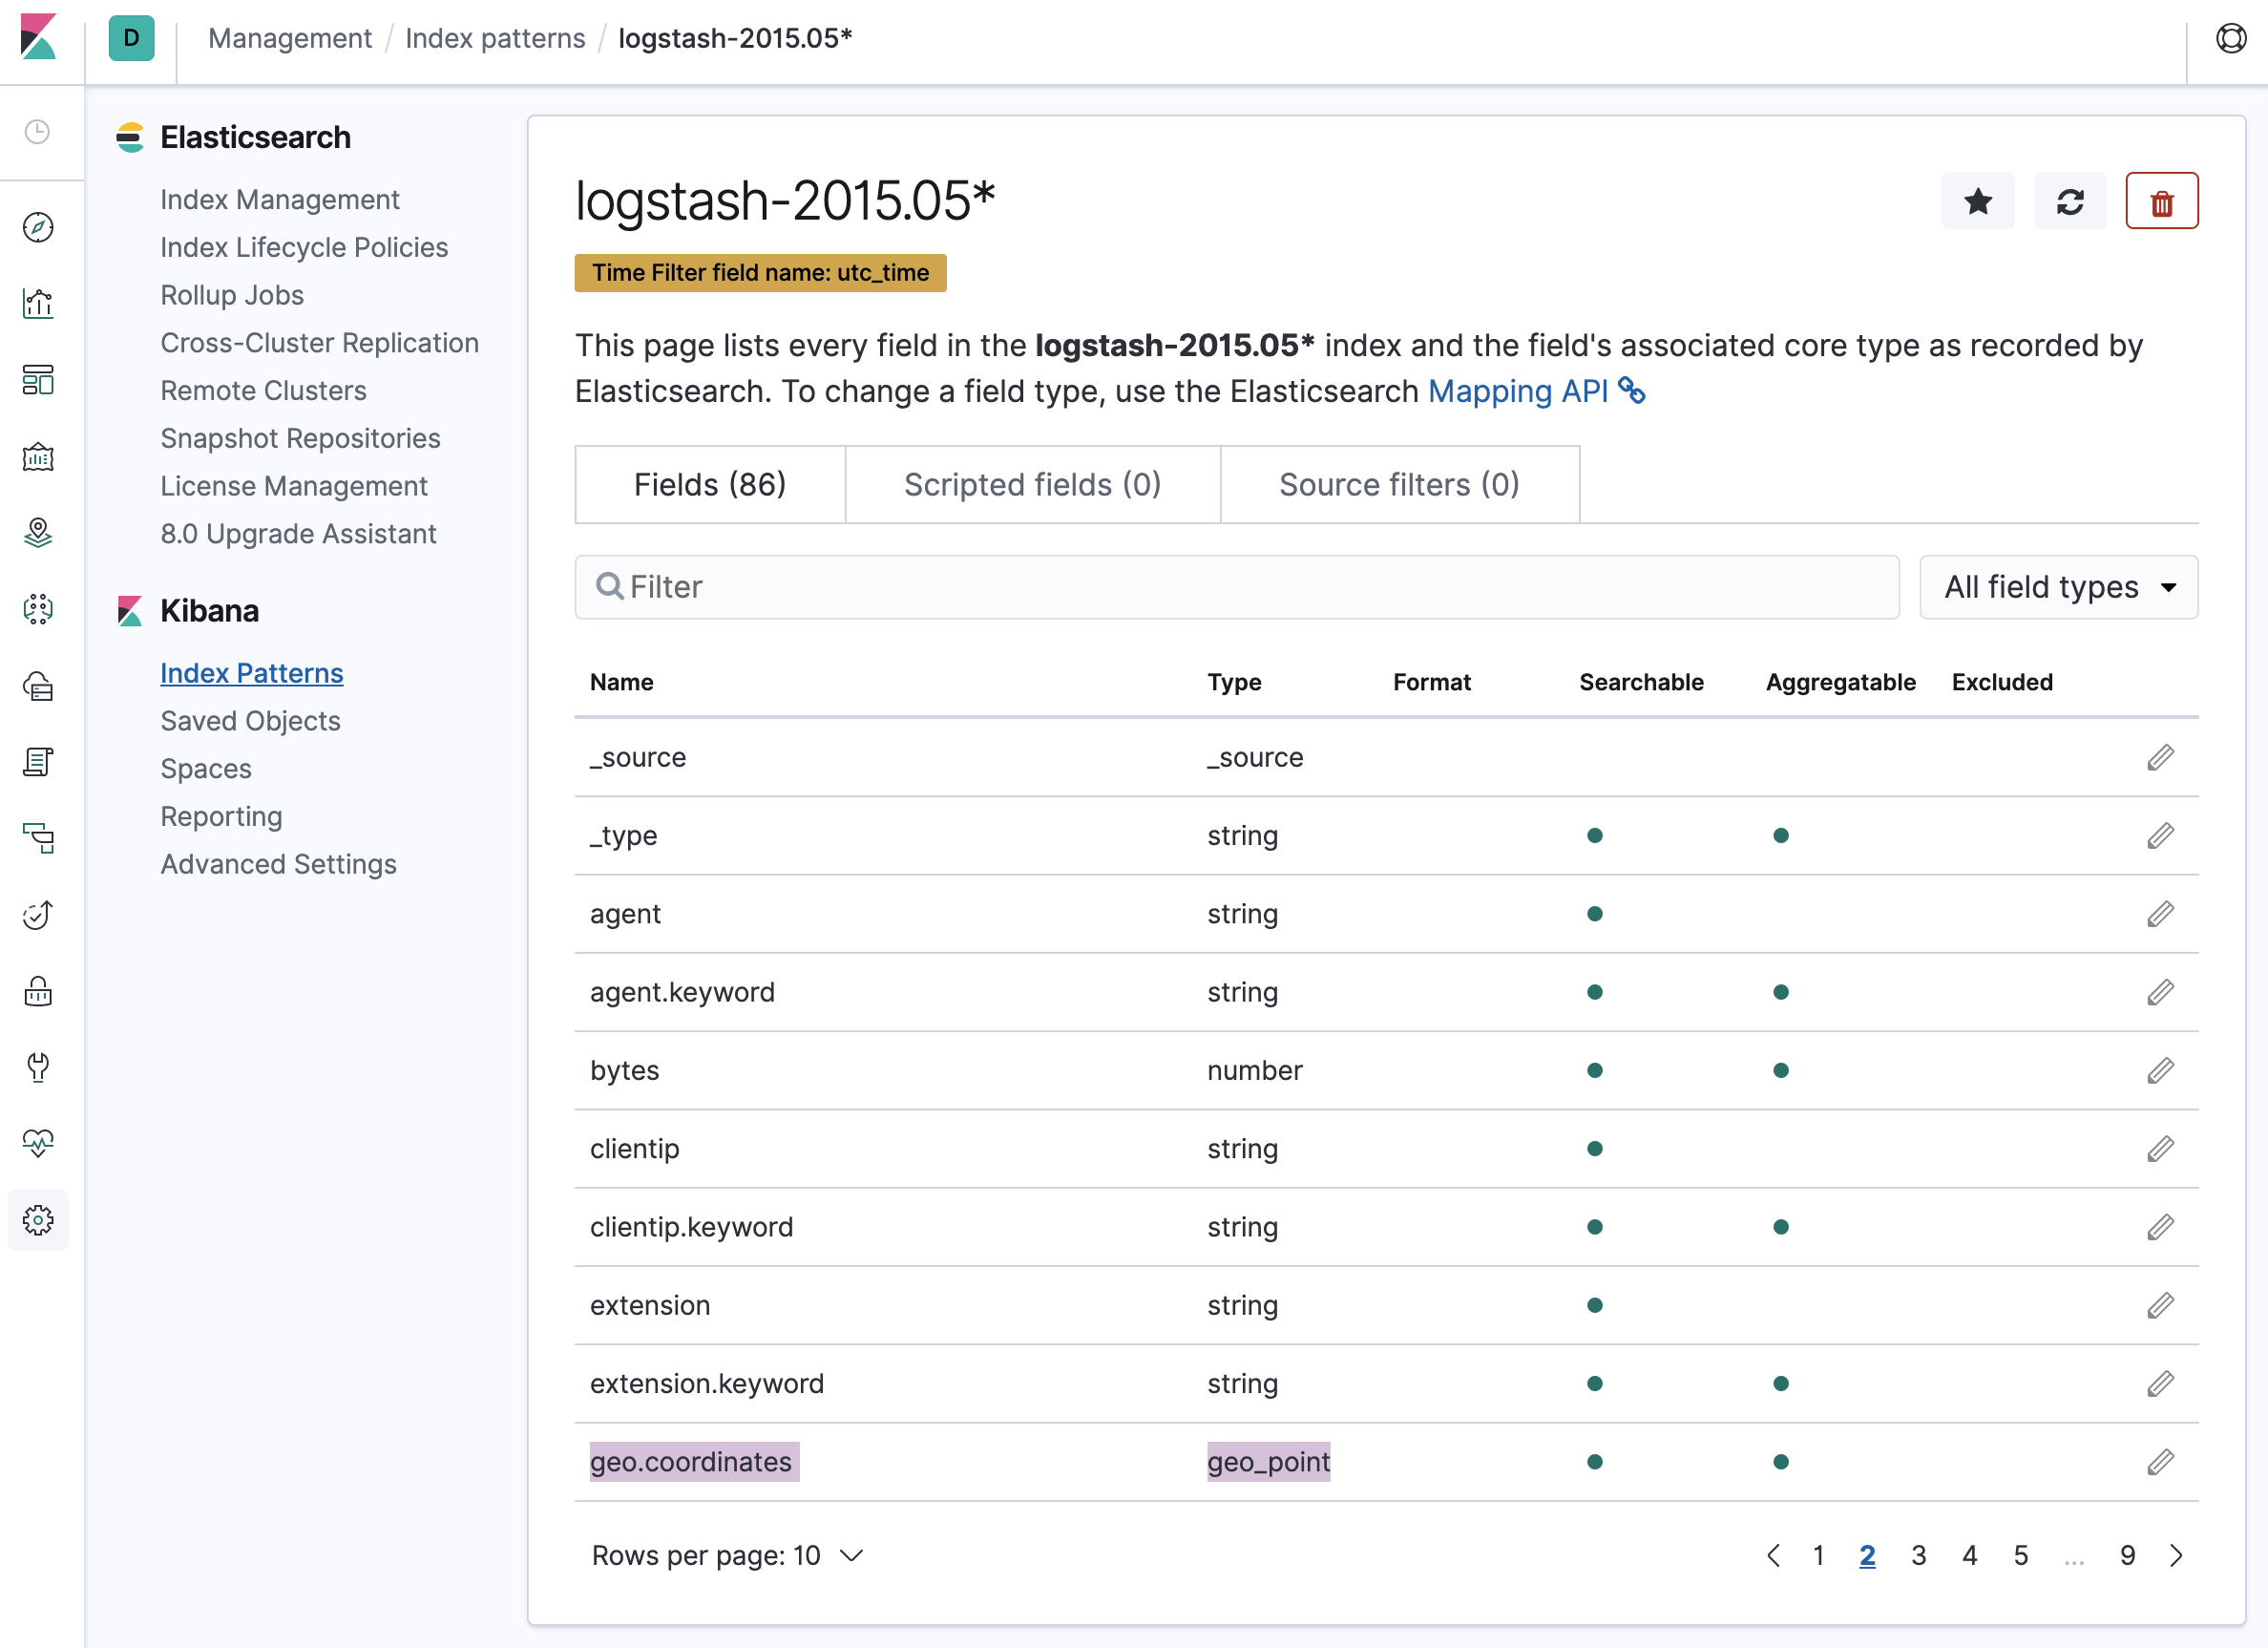 D
Management / Index patterns / logstash-2015.05*
Elasticsearch
Index Management
Index Lifecycle Policies
Rollup Jobs
Cross-Cluster Replication
Remote Clusters
Snapshot Repositories
License Management
8.0 Upgrade Assistant
Kibana
Index Patterns
Saved Objects
Spaces
Reporting
Advanced Settings
logstash-2015.05*
Time Filter field name: utc_time
This page lists every field in the logstash-2015.05* index and the field's associated core type as recorded by
Elasticsearch. To change a field type, use the Elasticsearch Mapping API
Fields (86) Scripted fields (0) Source filters (0)
Filter All field types
Name Type Format Searchable Aggregatable Excluded
_source _source
_type string
agent string
agent.keyword string
bytes number
clientip string
clientip.keyword string
extension string
extension.keyword string
geo.coordinates geo_point
Rows per page: 10 1 2 3 4 5 ... 9